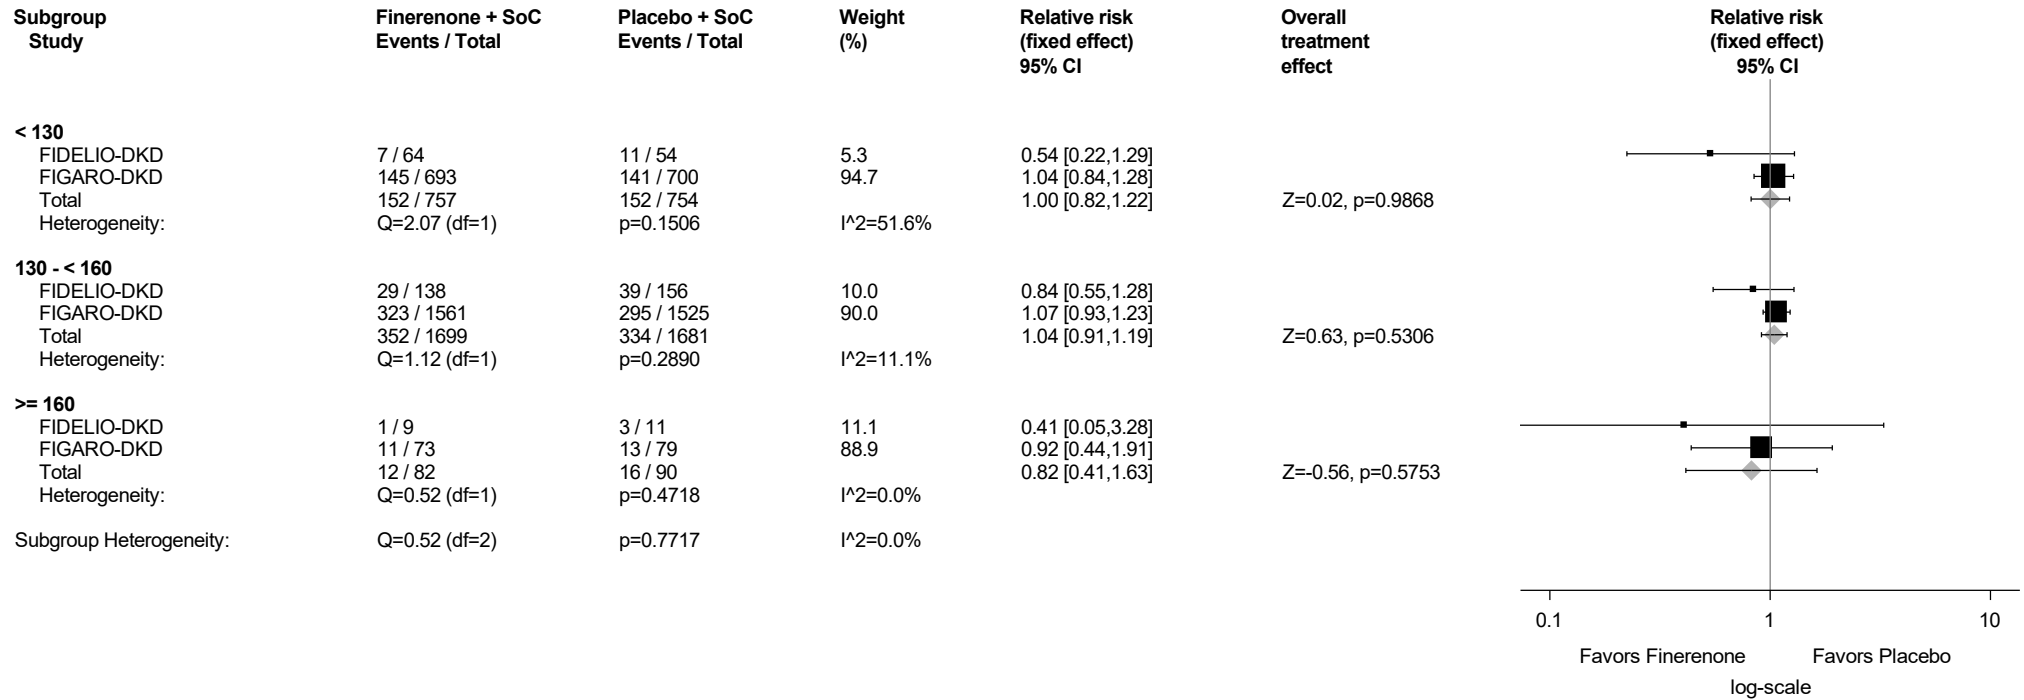 Subgroup Finerenone + SoC Placebo + SoC Weight Relative risk Overall Relative risk
Study Events / Total Events / Total (%) (fixed effect) treatment (fixed effect)
95% CI effect 95% CI
< 130
FIDELIO-DKD 7 / 64 11 / 54 5.3 0.54 [0.22,1.29]
FIGARO-DKD 145 / 693 141 / 700 94.7 1.04 [0.84,1.28]
Total 152 / 757 152 / 754 1.00 [0.82,1.22] Z=0.02, p=0.9868
Heterogeneity: Q=2.07 (df=1) p=0.1506 I^2=51.6%
130 - < 160
FIDELIO-DKD 29 / 138 39 / 156 10.0 0.84 [0.55,1.28]
FIGARO-DKD 323 / 1561 295 / 1525 90.0 1.07 [0.93,1.23]
Total 352 / 1699 334 / 1681 1.04 [0.91,1.19] Z=0.63, p=0.5306
Heterogeneity: Q=1.12 (df=1) p=0.2890 I^2=11.1%
>= 160
FIDELIO-DKD 1 / 9 3 / 11 11.1 0.41 [0.05,3.28]
FIGARO-DKD 11 / 73 13 / 79 88.9 0.92 [0.44,1.91]
Total 12 / 82 16 / 90 0.82 [0.41,1.63] Z=-0.56, p=0.5753
Heterogeneity: Q=0.52 (df=1) p=0.4718 I^2=0.0%
Subgroup Heterogeneity: Q=0.52 (df=2) p=0.7717 I^2=0.0%
0.1 1 10
Favors Finerenone Favors Placebo
log-scale